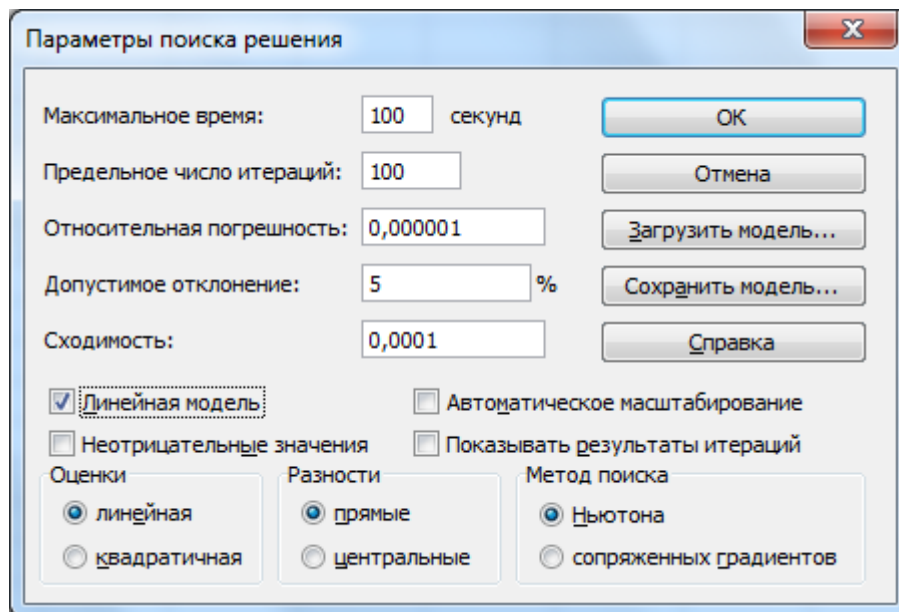 Параметры поиска решения
Максимальное время: 100 секунд OK
Предельное число итераций: 100 Отмена
Относительная погрешность: 0,000001 Загрузить модель...
Допустимое отклонение: 5 % Сохранить модель...
Сходимость: 0,0001 Справка
Линейная модель Автоматическое масштабирование
Неотрицательные значения Показывать результаты итераций
Оценки Разности Метод поиска
линейная прямые Ньютона
квадратичная центральные сопряженных градиентов